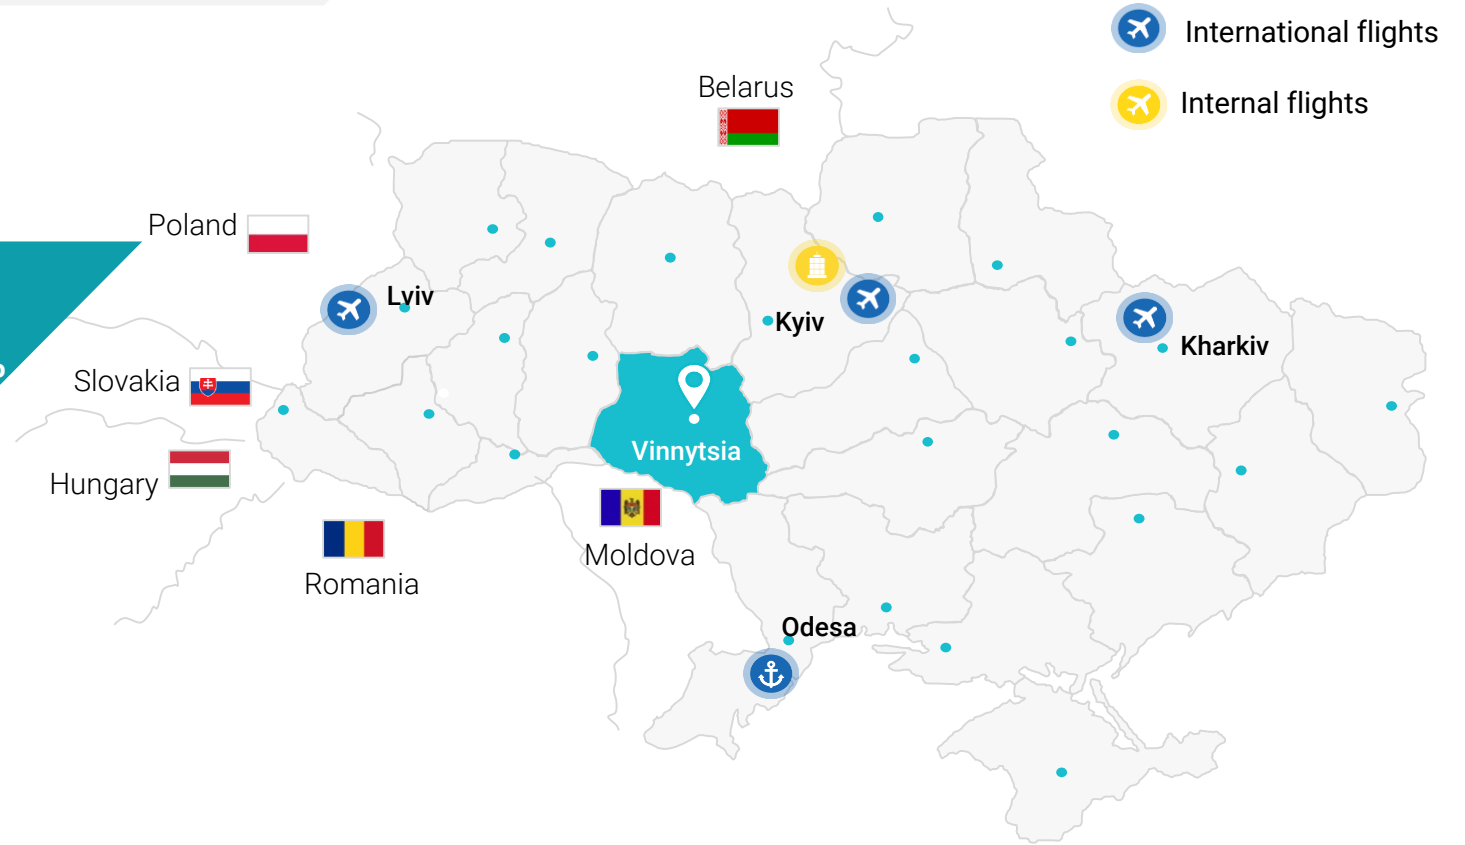 International flights
Belarus
Internal flights
Poland
Lviv
Kyiv
Kharkiv
Slovakia
Vinnytsia
Hungary
Moldova
Romania
Odesa